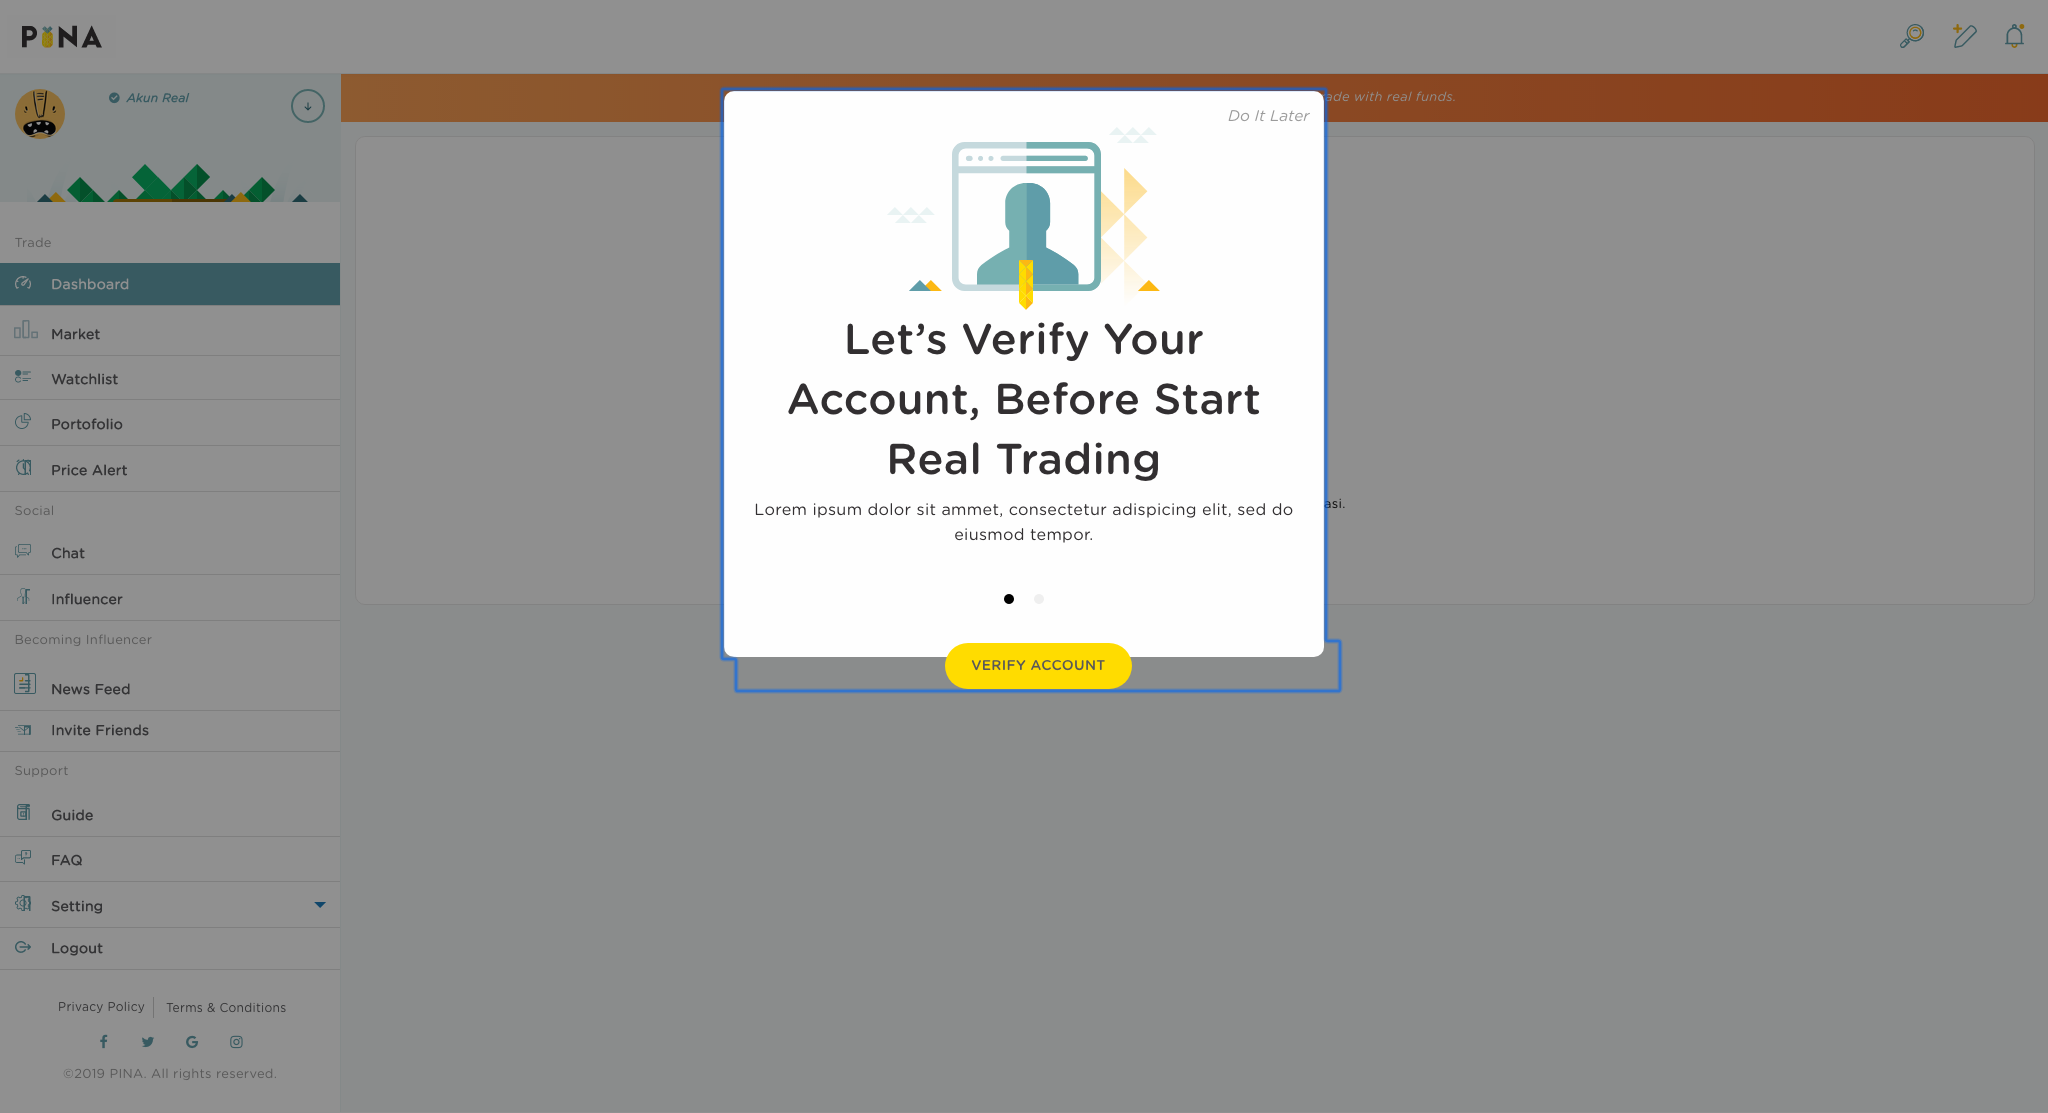 PINA
Akun Real
ade with real funds.
Do It Later
Trade
Dashboard
Market
Watchlist
Portofolio
Price Alert
Social
Chat
Influencer
Becoming Influencer
News Feed
Invite Friends
Support
Guide
FAQ
Setting
Logout
Privacy Policy
Terms & Conditions
©2019 PINA. All rights reserved.
Let's Verify Your
Account, Before Start
Real Trading
Lorem ipsum dolor sit ammet, consectetur adispicing elit, sed do
eiusmod tempor.
asi.
VERIFY ACCOUNT